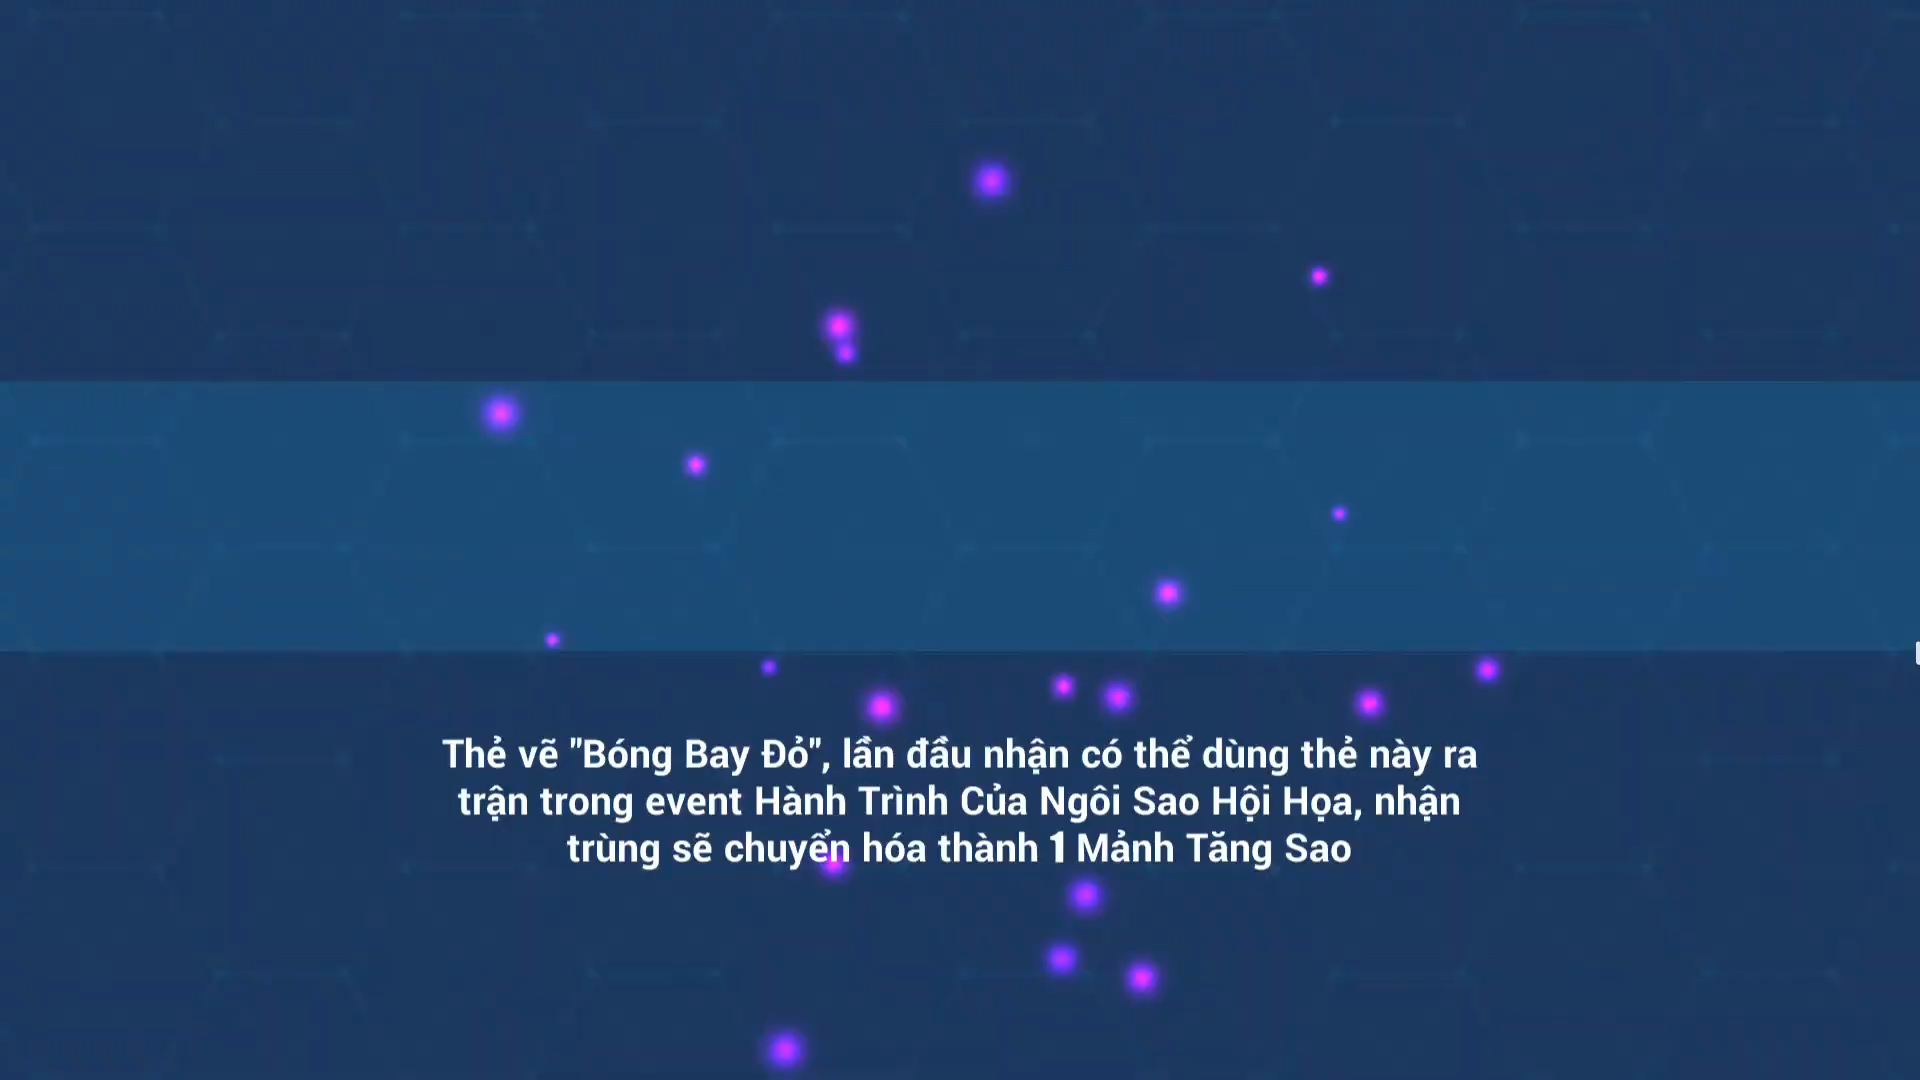 Thẻ vẽ "Bóng Bay Đỏ", lần đầu nhận có thể dùng thẻ này ra
trận trong event Hành Trình Của Ngôi Sao Hội Họa, nhận
trùng sẽ chuyển hóa thành 1 Mảnh Tăng Sao